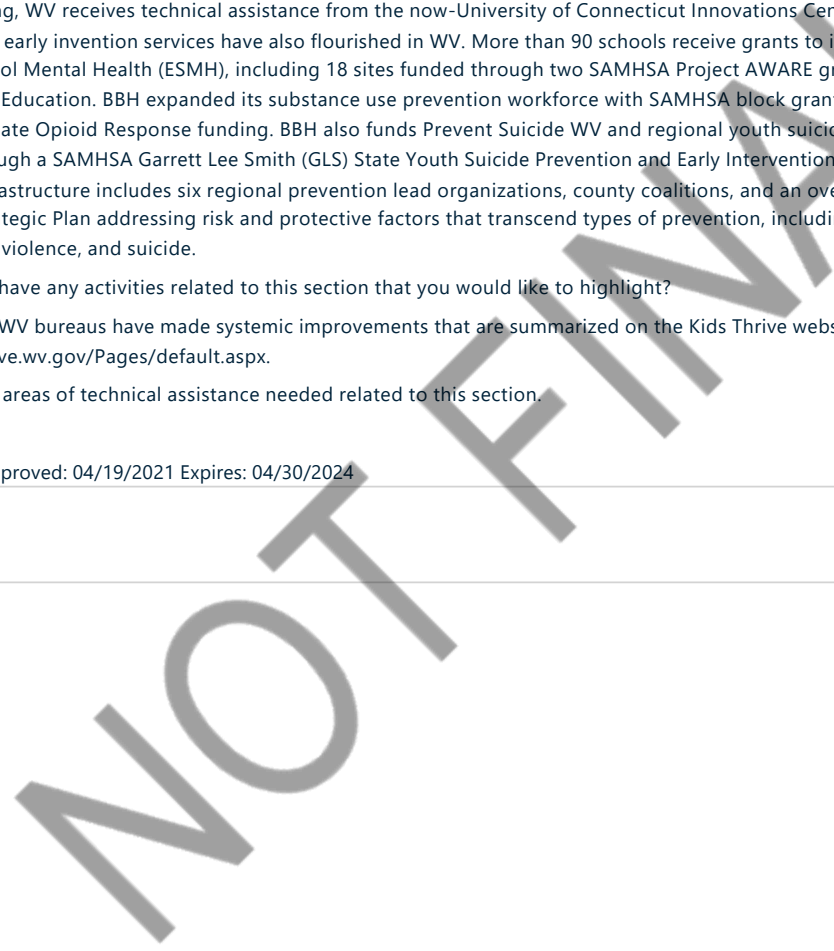 ng, WV receives technical assistance from the now-University of Connecticut Innovations Cen
early invention services have also flourished in WV. More than 90 schools receive grants to i
ol Mental Health (ESMH), including 18 sites funded through two SAMHSA Project AWARE gr
Education. BBH expanded its substance use prevention workforce with SAMHSA block grant
ate Opioid Response funding. BBH also funds Prevent Suicide WV and regional youth suicid
ugh a SAMHSA Garrett Lee Smith (GLS) State Youth Suicide Prevention and Early Intervention
rastructure includes six regional prevention lead organizations, county coalitions, and an ove
tegic Plan addressing risk and protective factors that transcend types of prevention, includi
violence, and suicide.
have any activities related to this section that you would like to highlight?
WV bureaus have made systemic improvements that are summarized on the Kids Thrive webs
ve.wv.gov/Pages/default.aspx.
areas of technical assistance needed related to this section.
proved: 04/19/2021 Expires: 04/30/2024
NOT FINA